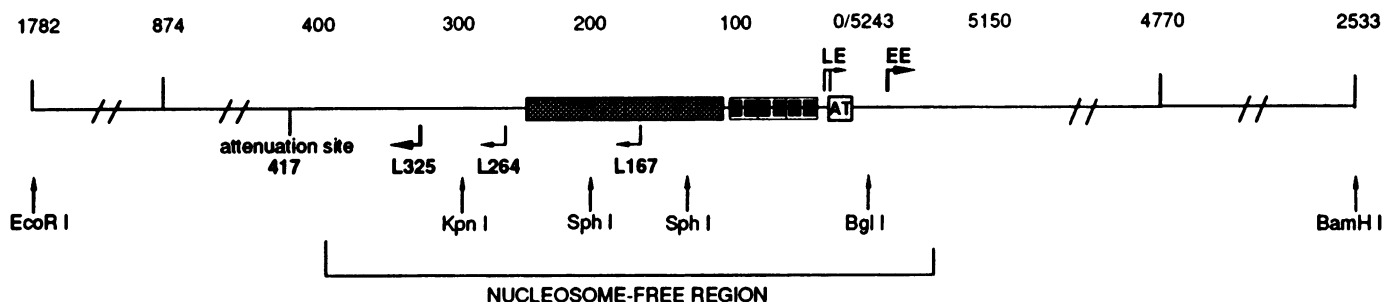 1782 874 400 300 200 100 0/5243 5150 4770 2533
LE EE
AT
attenuation site
417 L325 L264 L167
EcoR I Kpn I Sph I Sph I Bgl I BamH I
NUCLEOSOME-FREE REGION